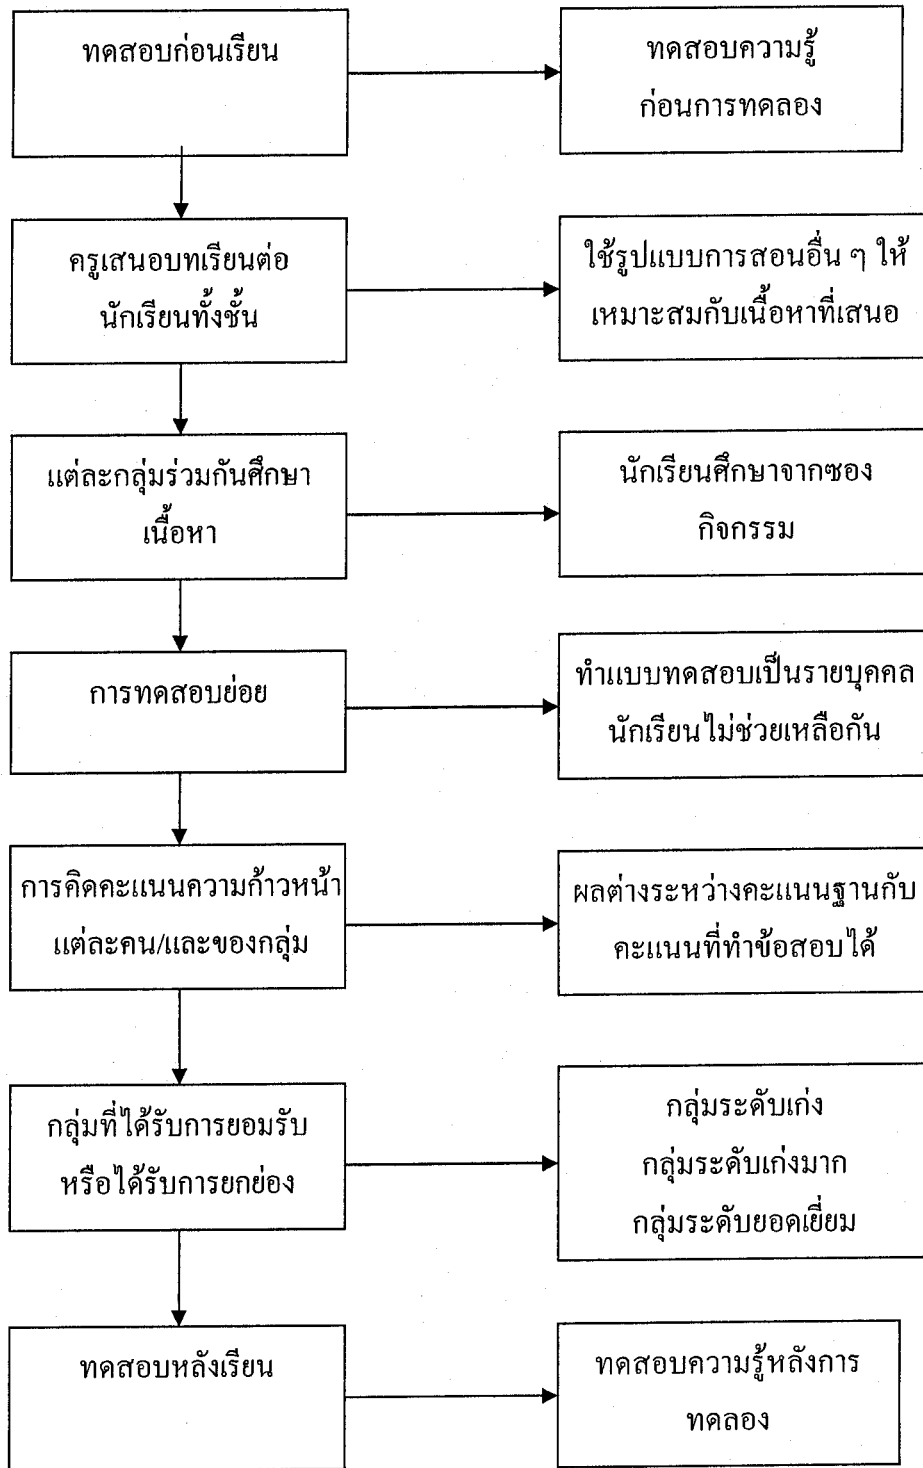 ทดสอบก่อนเรียน
ทดสอบความรู้
ก่อนการทดลอง
ครูเสนอบทเรียนต่อ
นักเรียนทั้งชั้น
ใช้รูปแบบการสอนอื่น ๆ ให้
เหมาะสมกับเนื้อหาที่เสนอ
แต่ละกลุ่มร่วมกันศึกษา
เนื้อหา
นักเรียนศึกษาจากซอง
กิจกรรม
การทดสอบย่อย
ทำแบบทดสอบเป็นรายบุคคล
นักเรียนไม่ช่วยเหลือกัน
การคิดคะแนนความก้าวหน้า
แต่ละคน/และของกลุ่ม
ผลต่างระหว่างคะแนนฐานกับ
คะแนนที่ทำข้อสอบได้
กลุ่มที่ได้รับการยอมรับ
หรือได้รับการยกย่อง
กลุ่มระดับเก่ง
กลุ่มระดับเก่งมาก
กลุ่มระดับยอดเยี่ยม
ทดสอบหลังเรียน
ทดสอบความรู้หลังการ
ทดลอง